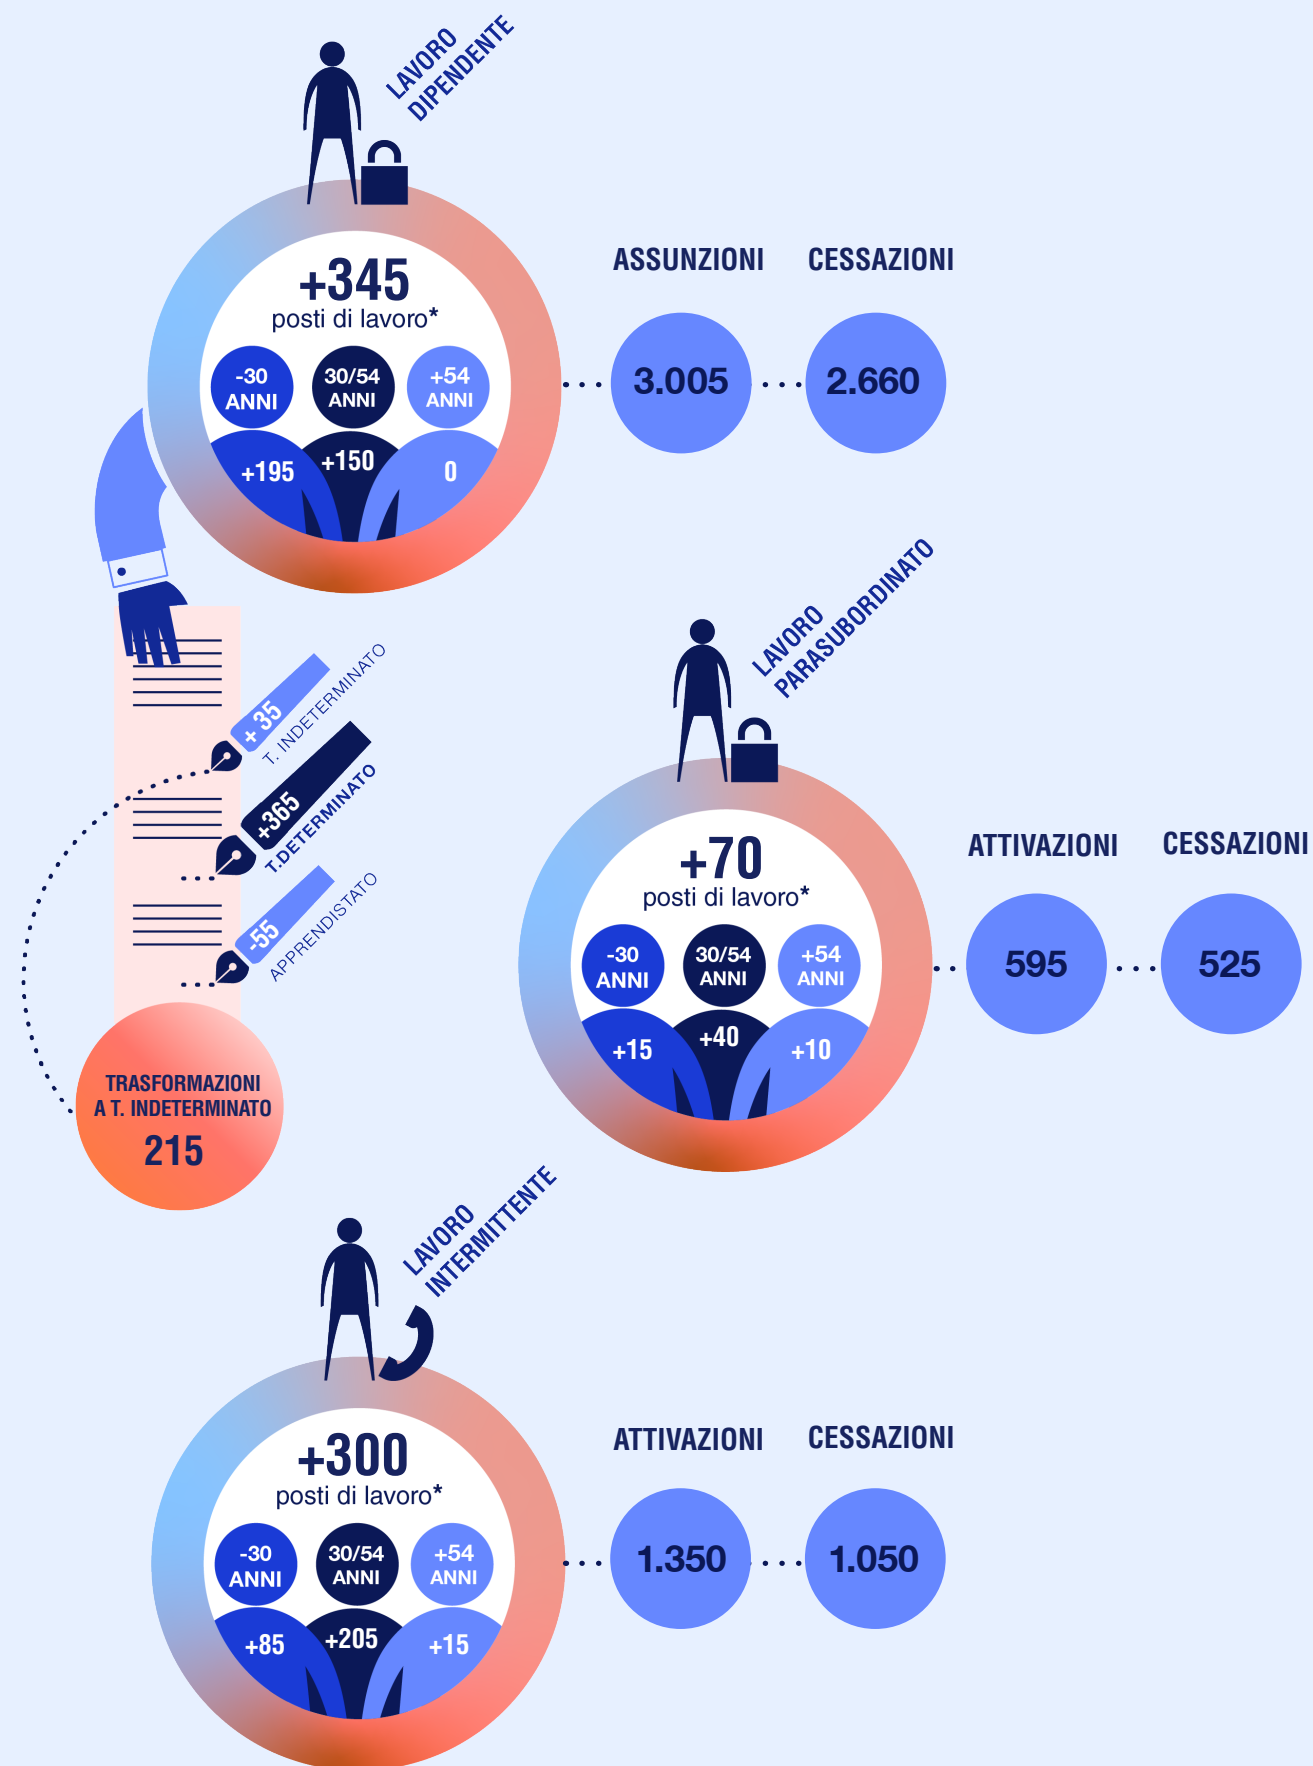 LAVORO
DIPENDENTE
+345
posti di lavoro*
-30
ANNI
30/54
ANNI
+54
ANNI
+195
+150
0
ASSUNZIONI
CESSAZIONI
3.005
2.660
+ 35
T. INDETERMINATO
+365
T.DETERMINATO
-55
APPRENDISTATO
TRASFORMAZIONI
A T. INDETERMINATO
215
LAVORO
PARASUBORDINATO
+70
posti di lavoro*
-30
ANNI
30/54
ANNI
+54
ANNI
+15
+40
+10
ATTIVAZIONI
CESSAZIONI
595
525
LAVORO
INTERMITTENTE
+300
posti di lavoro*
-30
ANNI
30/54
ANNI
+54
ANNI
+85
+205
+15
ATTIVAZIONI
CESSAZIONI
1.350
1.050